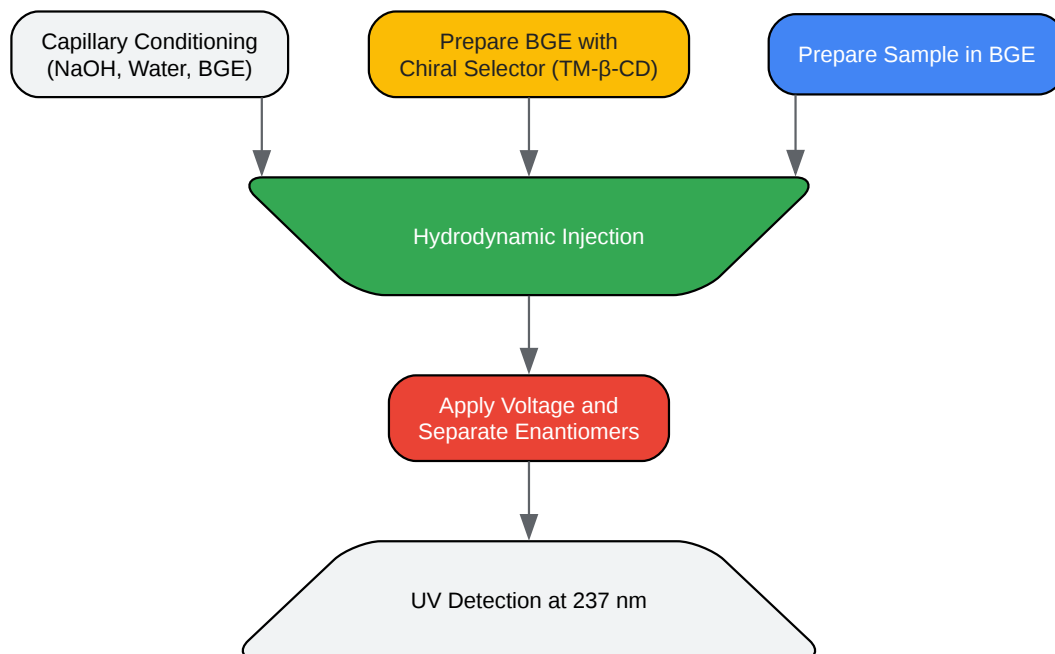 Capillary Conditioning
(NaOH, Water, BGE)
Prepare BGE with
Chiral Selector (TM-β-CD)
Prepare Sample in BGE
Hydrodynamic Injection
Apply Voltage and
Separate Enantiomers
UV Detection at 237 nm